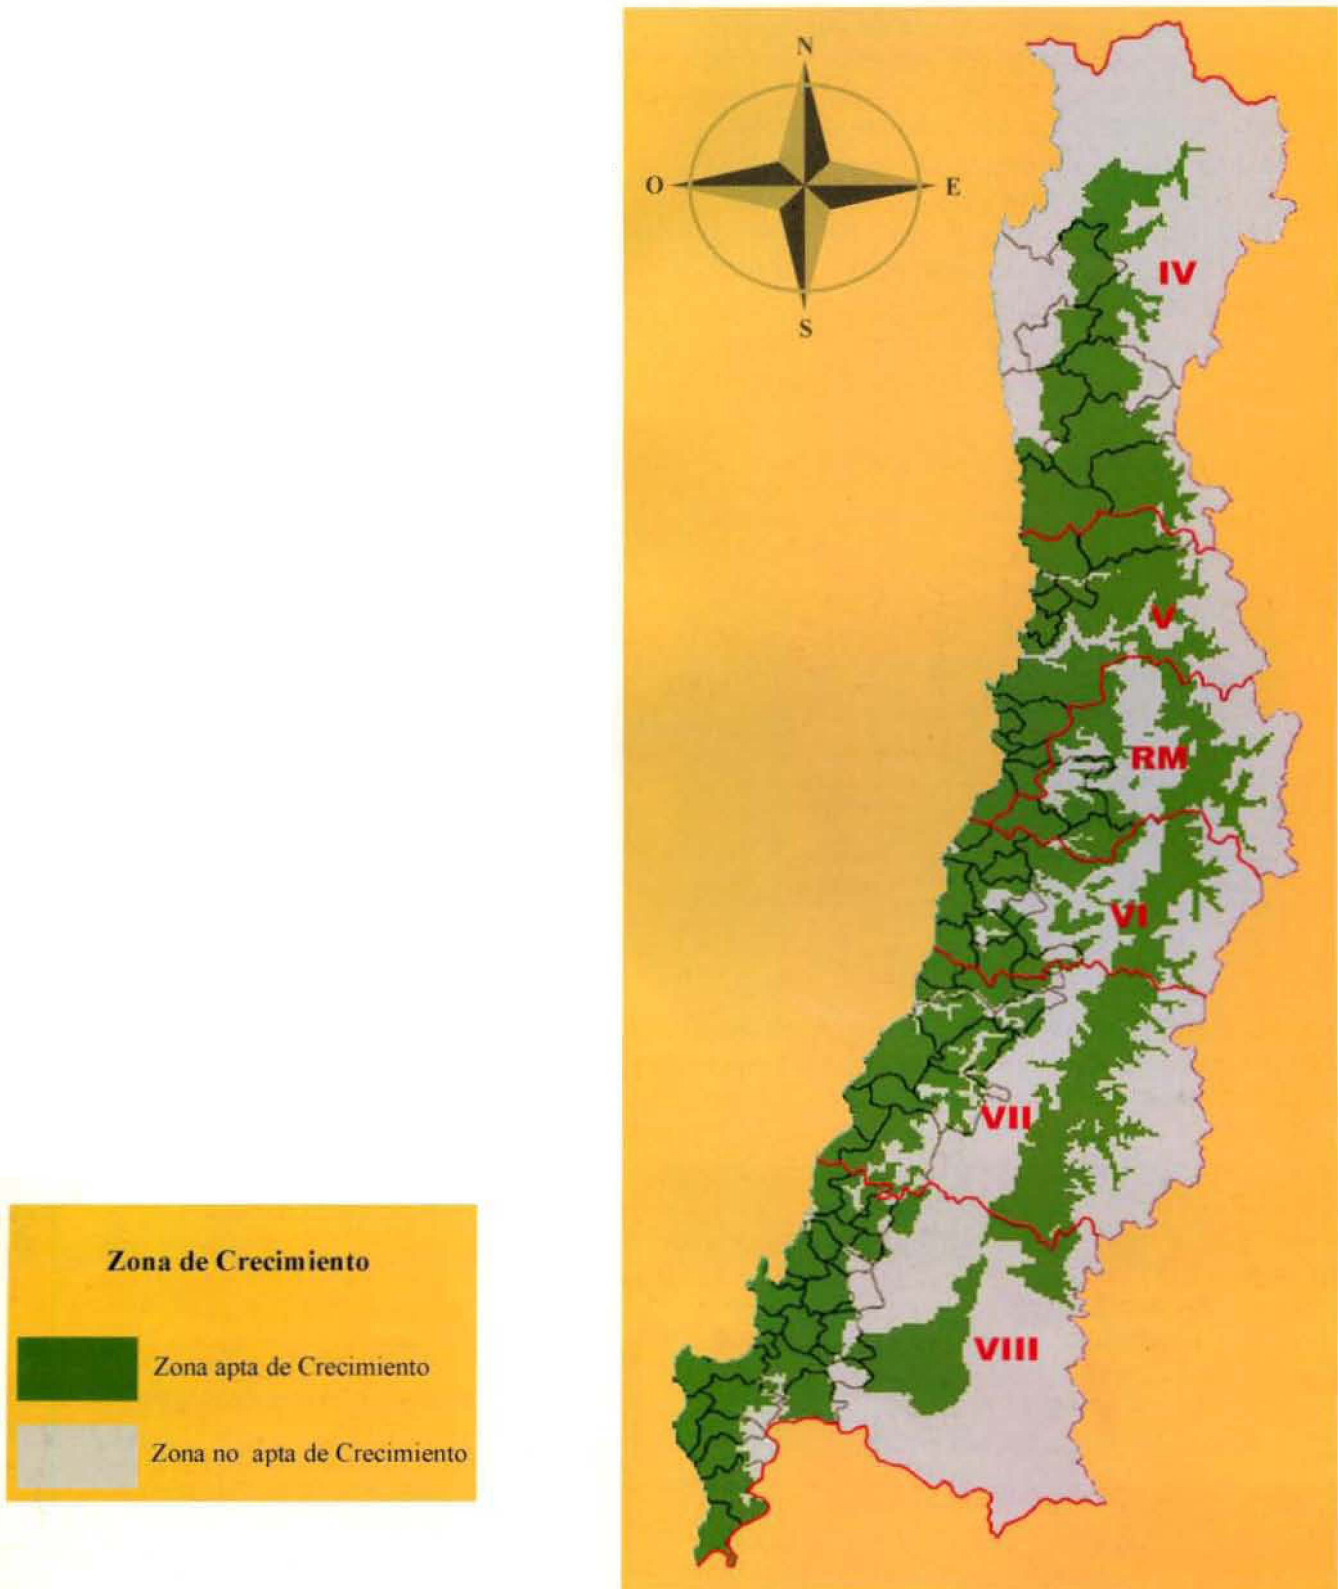 N
O
E
S
IV
V
RM
VI
VII
VIII
Zona de Crecimiento
Zona apta de Crecimiento
Zona no apta de Crecimiento